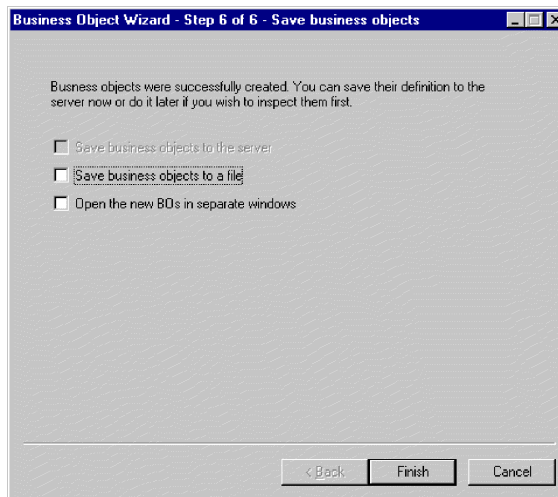 Business Object Wizard - Step 6 of 6 - Save business objects
Busness objects were successfully created. You can save their definition to the
server now or do it later if you wish to inspect them first.
Save business objects to the server
Save business objects to a file
Open the new BOs in separate windows
< Back
Finish
Cancel